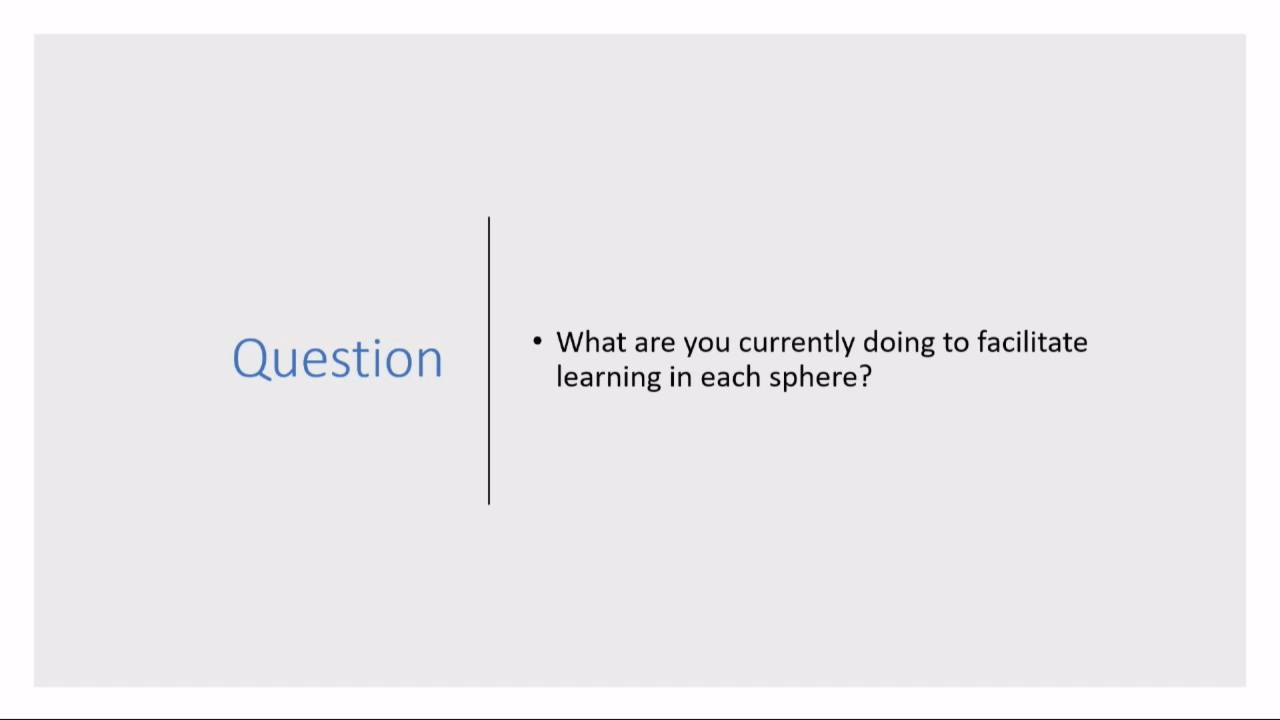 Question
• What are you currently doing to facilitate
learning in each sphere?